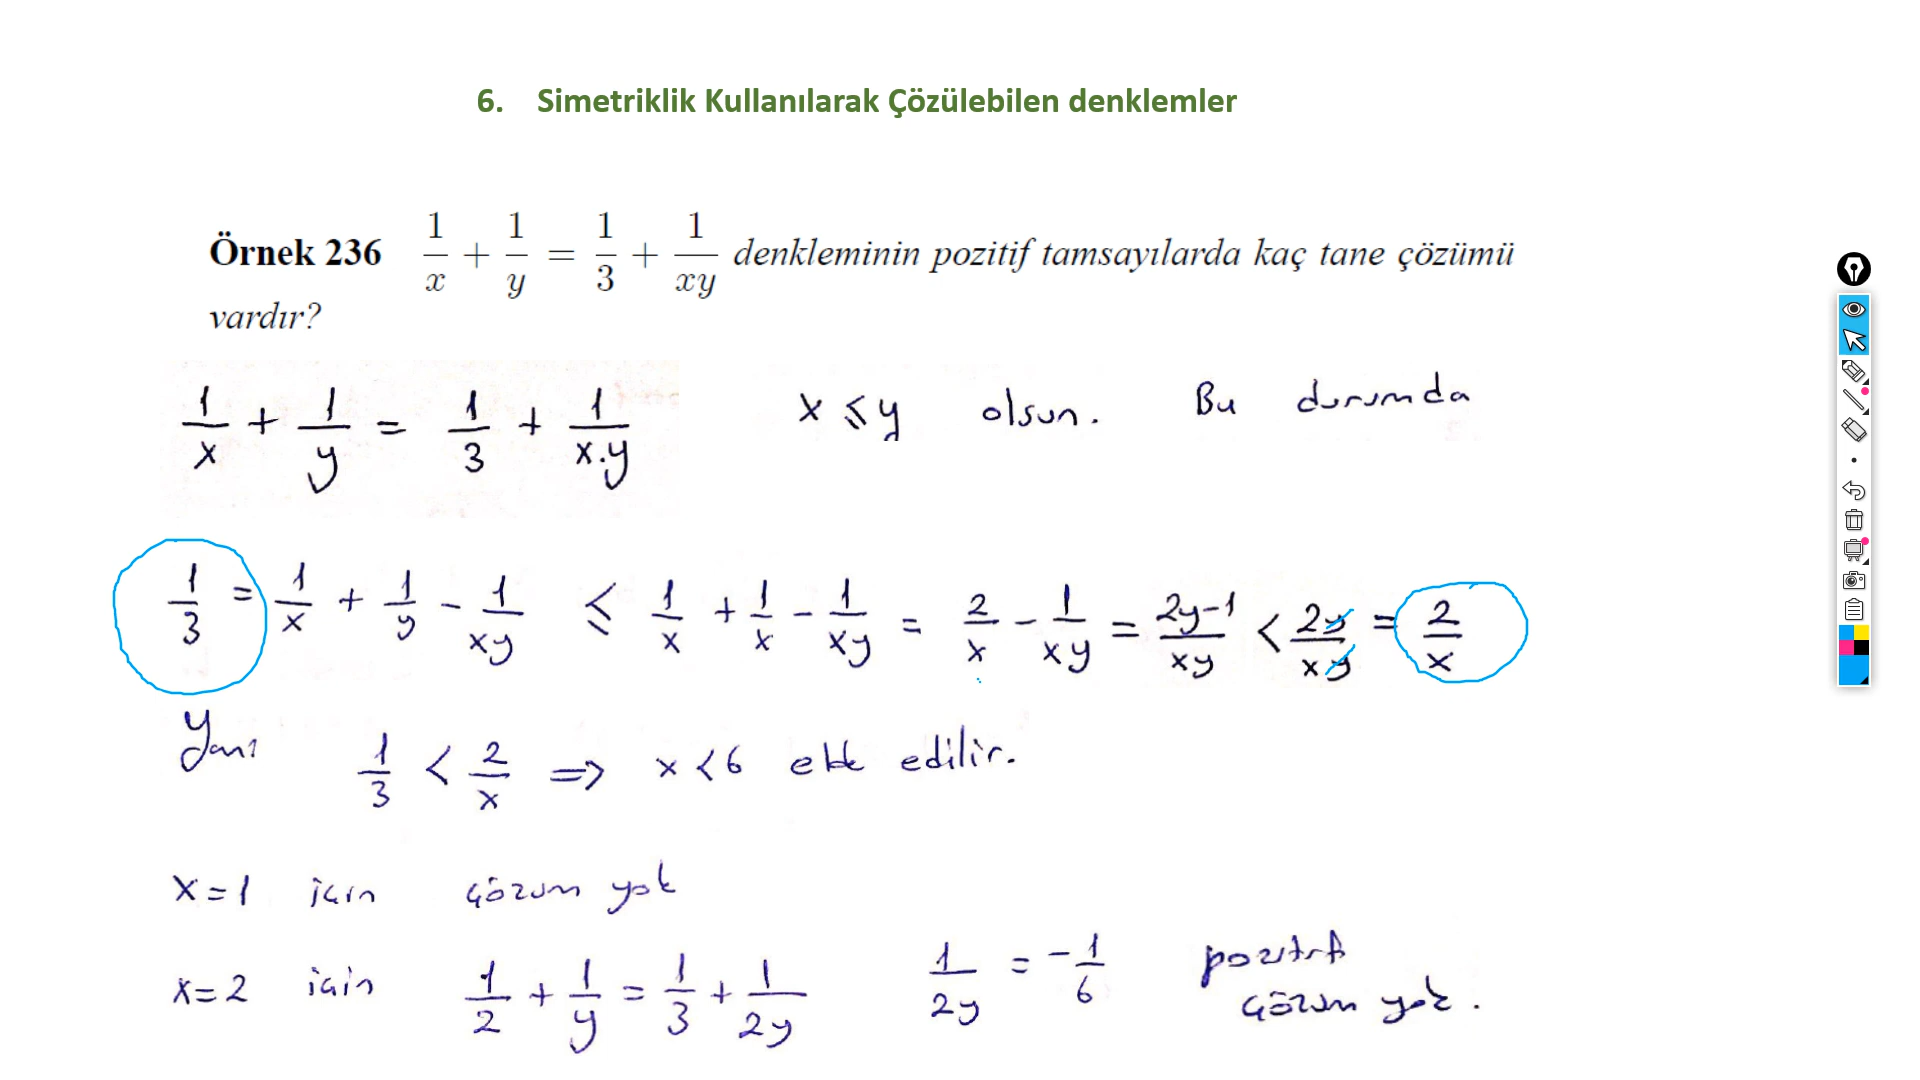 6. Simetriklik Kullanılarak Çözülebilen denklemler
Örnek 236 1/x + 1/y = 1/3 + 1/xy denkleminin pozitif tamsayılarda kaç tane çözümü
vardır?
1/x + 1/y = 1/3 + 1/x.y x ⩽ y olsun. Bu durumda
1/3 = 1/x + 1/y - 1/xy ⩽ 1/x + 1/x - 1/xy = 2/x - 1/xy = 2y-1/xy < 2y/xy = 2/x
Yani 1/3 < 2/x => x < 6 elde edilir.
x = 1 için çözüm yok
x = 2 için 1/2 + 1/y = 1/3 + 1/2y 1/2y = -1/6 pozitif
çözüm yok.